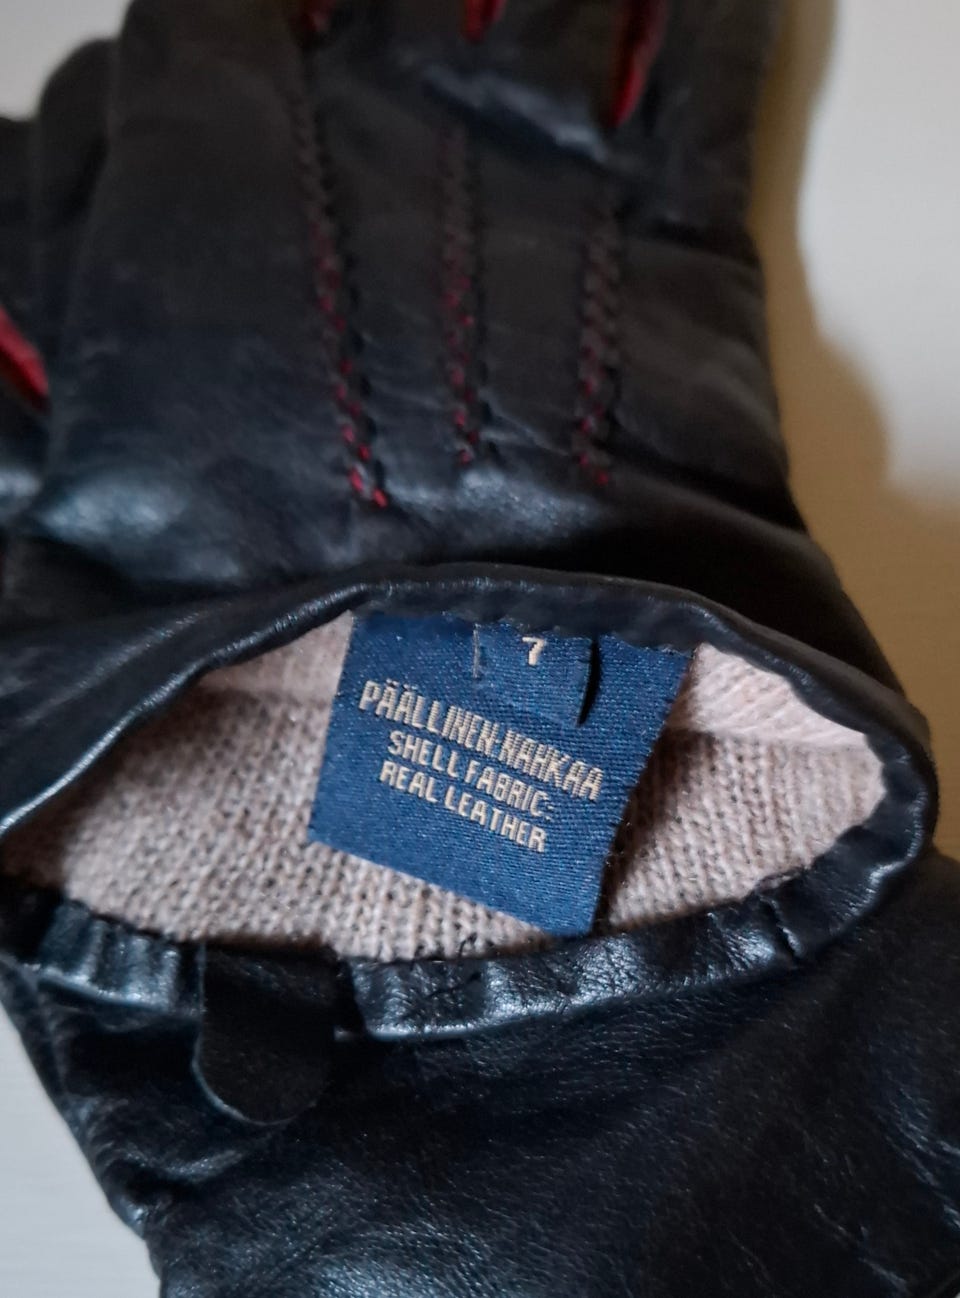 7
PÄÄLLINEN-NAHKAA
SHELL FABRIC-
REAL LEATHER